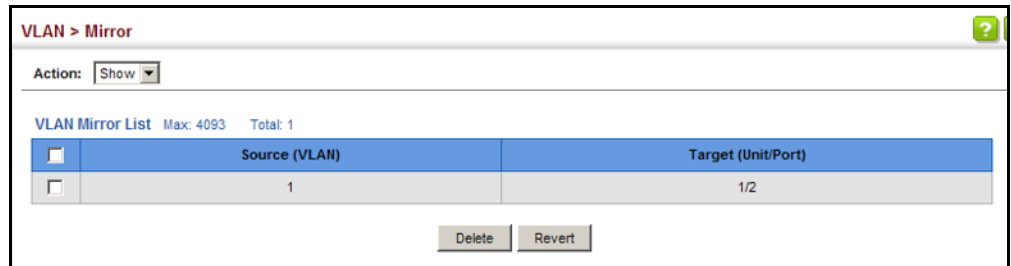 VLAN > Mirror
?
Action: Show
VLAN Mirror List Max: 4093 Total: 1
Source (VLAN) Target (Unit/Port)
1 1/2
Delete Revert